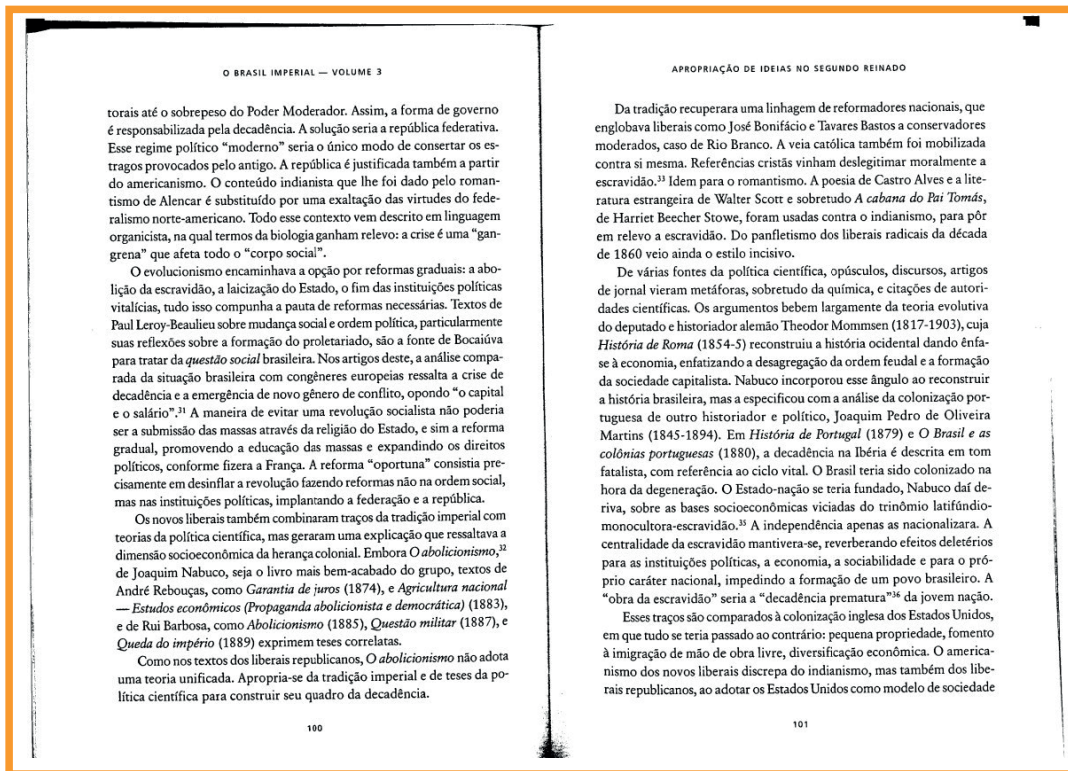 O BRASIL IMPERIAL — VOLUME 3
torais até o sobrepeso do Poder Moderador. Assim, a forma de governo
é responsabilizada pela decadência. A solução seria a república federativa.
Esse regime político “moderno” seria o único modo de consertar os es-
tragos provocados pelo antigo. A república é justificada também a partir
do americanismo. O conteúdo indianista que lhe foi dado pelo roman-
tismo de Alencar é substituído por uma exaltação das virtudes do fede-
ralismo norte-americano. Todo esse contexto vem descrito em linguagem
organicista, na qual termos da biologia ganham relevo: a crise é uma “gan-
grena” que afeta todo o “corpo social”.
O evolucionismo encaminhava a opção por reformas graduais: a abo-
lição da escravidão, a laicização do Estado, o fim das instituições políticas
vitalícias, tudo isso compunha a pauta de reformas necessárias. Textos de
Paul Leroy-Beaulieu sobre mudança social e ordem política, particularmente
suas reflexões sobre a formação do proletariado, são a fonte de Bocaiúva
para tratar da questão social brasileira. Nos artigos deste, a análise compa-
rada da situação brasileira com congêneres europeias ressalta a crise de
decadência e a emergência de novo gênero de conflito, opondo “o capital
e o salário”.31 A maneira de evitar uma revolução socialista não poderia
ser a submissão das massas através da religião do Estado, e sim a reforma
gradual, promovendo a educação das massas e expandindo os direitos
políticos, conforme fizera a França. A reforma “oportuna” consistia pre-
cisamente em desinflar a revolução fazendo reformas não na ordem social,
mas nas instituições políticas, implantando a federação e a república.
Os novos liberais também combinaram traços da tradição imperial com
teorias da política científica, mas geraram uma explicação que ressaltava a
dimensão socioeconômica da herança colonial. Embora O abolicionismo,32
de Joaquim Nabuco, seja o livro mais bem-acabado do grupo, textos de
André Rebouças, como Garantia de juros (1874), e Agricultura nacional
— Estudos econômicos (Propaganda abolicionista e democrática) (1883),
e de Rui Barbosa, como Abolicionismo (1885), Questão militar (1887), e
Queda do império (1889) exprimem teses correlatas.
Como nos textos dos liberais republicanos, O abolicionismo não adota
uma teoria unificada. Apropria-se da tradição imperial e de teses da po-
lítica científica para construir seu quadro da decadência.
100
APROPRIAÇÃO DE IDEIAS NO SEGUNDO REINADO
Da tradição recuperara uma linhagem de reformadores nacionais, que
englobava liberais como José Bonifácio e Tavares Bastos a conservadores
moderados, caso de Rio Branco. A veia católica também foi mobilizada
contra si mesma. Referências cristãs vinham deslegitimar moralmente a
escravidão.33 Idem para o romantismo. A poesia de Castro Alves e a lite-
ratura estrangeira de Walter Scott e sobretudo A cabana do Pai Tomás,
de Harriet Beecher Stowe, foram usadas contra o indianismo, para pôr
em relevo a escravidão. Do panfletismo dos liberais radicais da década
de 1860 veio ainda o estilo incisivo.
De várias fontes da política científica, opúsculos, discursos, artigos
de jornal vieram metáforas, sobretudo da química, e citações de autori-
dades científicas. Os argumentos bebem largamente da teoria evolutiva
do deputado e historiador alemão Theodor Mommsen (1817-1903), cuja
História de Roma (1854-5) reconstruiu a história ocidental dando ênfa-
se à economia, enfatizando a desagregação da ordem feudal e a formação
da sociedade capitalista. Nabuco incorporou esse ângulo ao reconstruir
a história brasileira, mas a especificou com a análise da colonização por-
tuguesa de outro historiador e político, Joaquim Pedro de Oliveira
Martins (1845-1894). Em História de Portugal (1879) e O Brasil e as
colônias portuguesas (1880), a decadência na Ibéria é descrita em tom
fatalista, com referência ao ciclo vital. O Brasil teria sido colonizado na
hora da degeneração. O Estado-nação se teria fundado, Nabuco daí de-
riva, sobre as bases socioeconômicas viciadas do trinômio latifúndio-
monocultora-escravidão.35 A independência apenas as nacionalizara. A
centralidade da escravidão mantivera-se, reverberando efeitos deletérios
para as instituições políticas, a economia, a sociabilidade e para o pró-
prio caráter nacional, impedindo a formação de um povo brasileiro. A
“obra da escravidão” seria a “decadência prematura”36 da jovem nação.
Esses traços são comparados à colonização inglesa dos Estados Unidos,
em que tudo se teria passado ao contrário: pequena propriedade, fomento
à imigração de mão de obra livre, diversificação econômica. O america-
nismo dos novos liberais discrepa do indianismo, mas também dos libe-
rais republicanos, ao adotar os Estados Unidos como modelo de sociedade
101